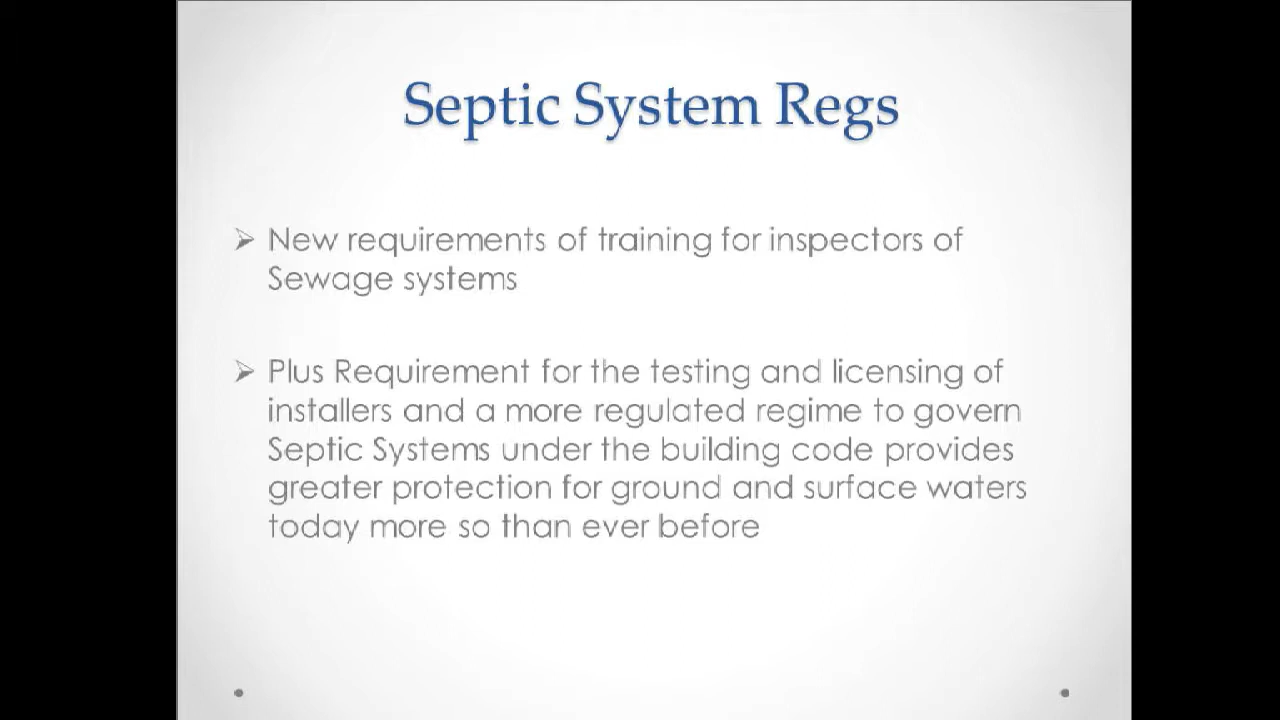 Septic System Regs
New requirements of training for inspectors of
Sewage systems
Plus Requirement for the testing and licensing of
installers and a more regulated regime to govern
Septic Systems under the building code provides
greater protection for ground and surface waters
today more so than ever before